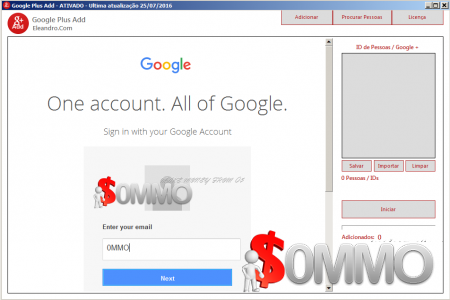 Google Plus Add - ATIVADO - Ultima atualização 25/07/2016
8+
Add
Google Plus Add
Eleandro.Com
Adicionar
Procurar Pessoas
Licença
Google
One account. All of Google.
Sign in with your Google Account
$0MMO
Enter your email
0MMO
Next
ID de Pessoas / Google +
Salvar
Importar
Limpar
0 Pessoas / IDs
Iniciar
Adicionados: 0
$0MMO